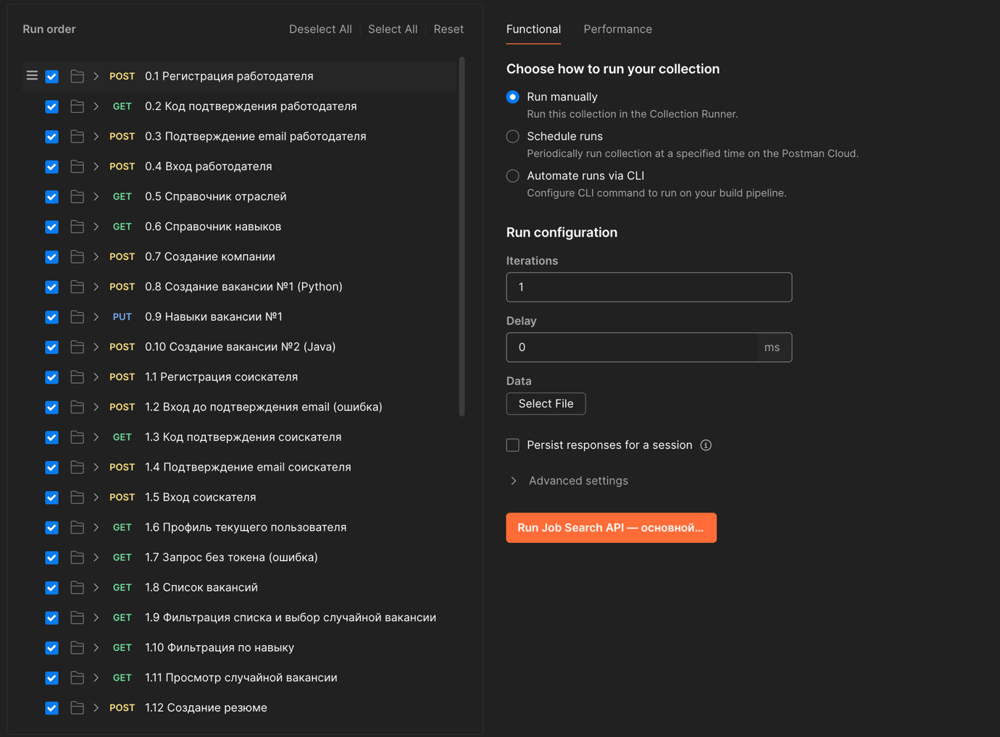 Run order
Deselect All
Select All
Reset
POST 0.1 Регистрация работодателя
GET 0.2 Код подтверждения работодателя
POST 0.3 Подтверждение email работодателя
POST 0.4 Вход работодателя
GET 0.5 Справочник отраслей
GET 0.6 Справочник навыков
POST 0.7 Создание компании
POST 0.8 Создание вакансии №1 (Python)
PUT 0.9 Навыки вакансии №1
POST 0.10 Создание вакансии №2 (Java)
POST 1.1 Регистрация соискателя
POST 1.2 Вход до подтверждения email (ошибка)
GET 1.3 Код подтверждения соискателя
POST 1.4 Подтверждение email соискателя
POST 1.5 Вход соискателя
GET 1.6 Профиль текущего пользователя
GET 1.7 Запрос без токена (ошибка)
GET 1.8 Список вакансий
GET 1.9 Фильтрация списка и выбор случайной вакансии
GET 1.10 Фильтрация по навыку
GET 1.11 Просмотр случайной вакансии
POST 1.12 Создание резюме
Functional
Performance
Choose how to run your collection
Run manually
Run this collection in the Collection Runner.
Schedule runs
Periodically run collection at a specified time on the Postman Cloud.
Automate runs via CLI
Configure CLI command to run on your build pipeline.
Run configuration
Iterations
1
Delay
0 ms
Data
Select File
Persist responses for a session
Advanced settings
Run Job Search API — основной...